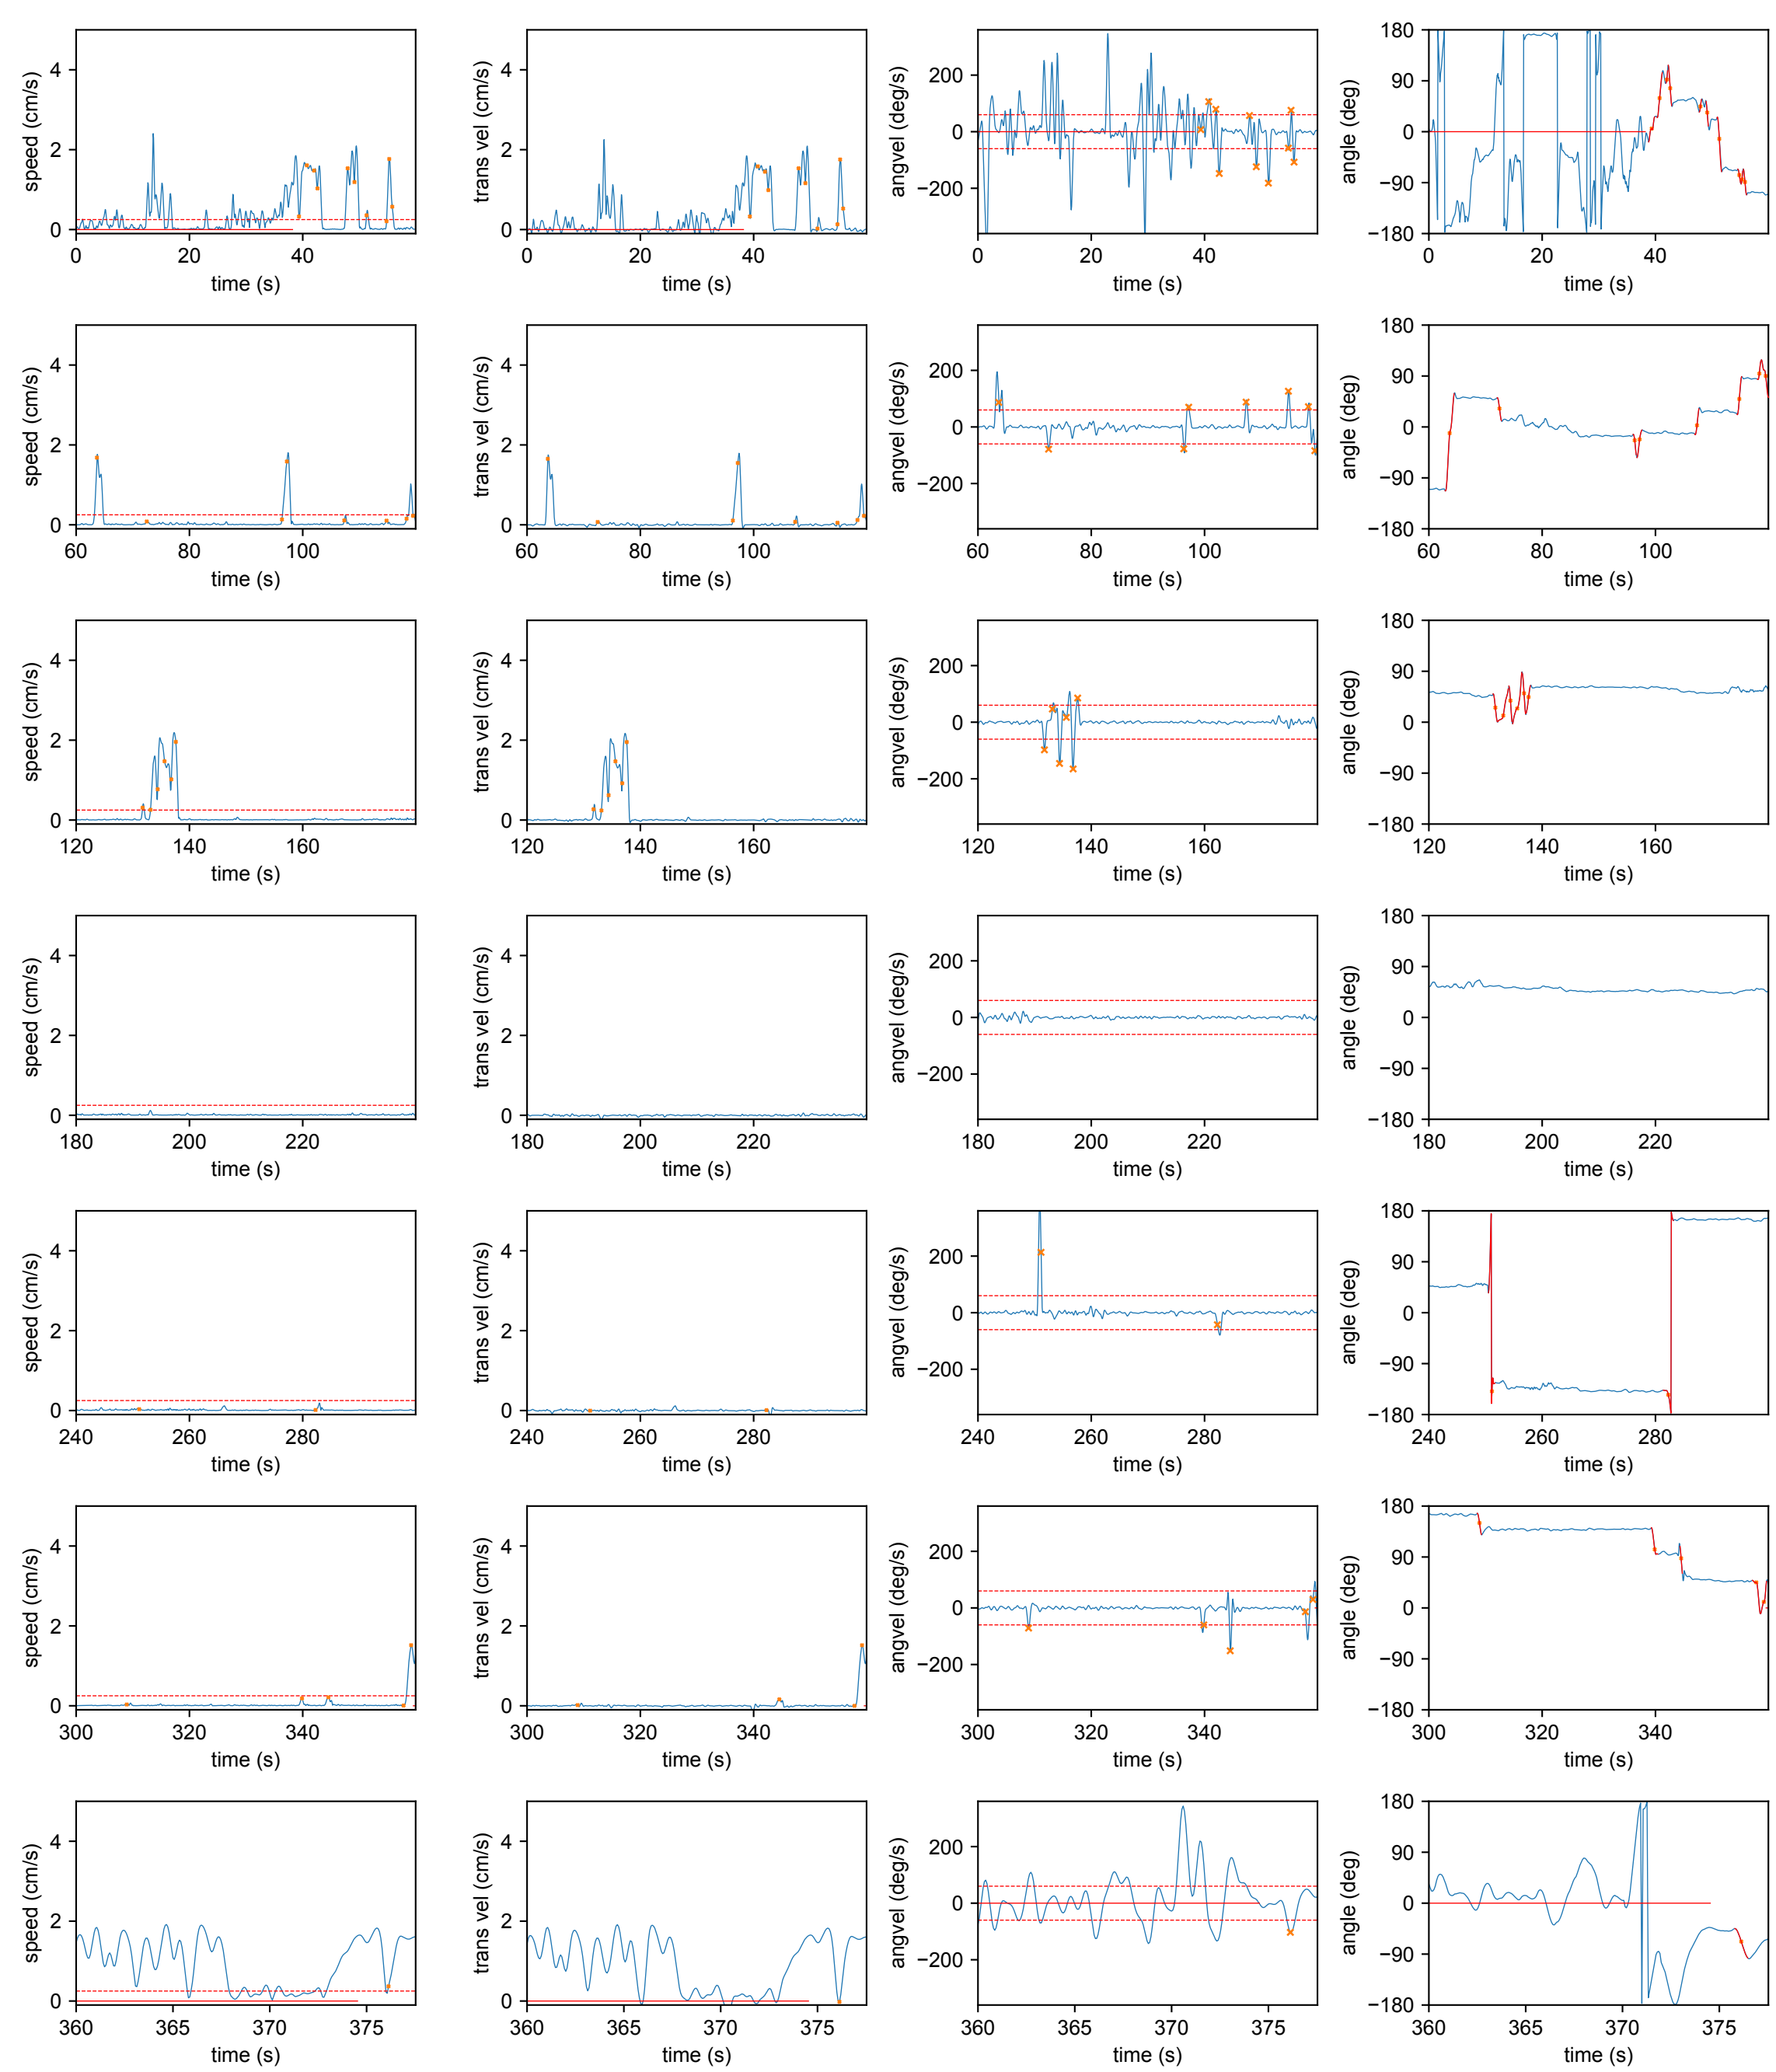 speed (cm/s)
4
2
0
0 20 40
time (s)
trans vel (cm/s)
4
2
0
0 20 40
time (s)
angvel (deg/s)
200
0
−200
0 20 40
time (s)
angle (deg)
180
90
0
−90
−180
0 20 40
time (s)
speed (cm/s)
4
2
0
60 80 100
time (s)
trans vel (cm/s)
4
2
0
60 80 100
time (s)
angvel (deg/s)
200
0
−200
60 80 100
time (s)
angle (deg)
180
90
0
−90
−180
60 80 100
time (s)
speed (cm/s)
4
2
0
120 140 160
time (s)
trans vel (cm/s)
4
2
0
120 140 160
time (s)
angvel (deg/s)
200
0
−200
120 140 160
time (s)
angle (deg)
180
90
0
−90
−180
120 140 160
time (s)
speed (cm/s)
4
2
0
180 200 220
time (s)
trans vel (cm/s)
4
2
0
180 200 220
time (s)
angvel (deg/s)
200
0
−200
180 200 220
time (s)
angle (deg)
180
90
0
−90
−180
180 200 220
time (s)
speed (cm/s)
4
2
0
240 260 280
time (s)
trans vel (cm/s)
4
2
0
240 260 280
time (s)
angvel (deg/s)
200
0
−200
240 260 280
time (s)
angle (deg)
180
90
0
−90
−180
240 260 280
time (s)
speed (cm/s)
4
2
0
300 320 340
time (s)
trans vel (cm/s)
4
2
0
300 320 340
time (s)
angvel (deg/s)
200
0
−200
300 320 340
time (s)
angle (deg)
180
90
0
−90
−180
300 320 340
time (s)
speed (cm/s)
4
2
0
360 365 370 375
time (s)
trans vel (cm/s)
4
2
0
360 365 370 375
time (s)
angvel (deg/s)
200
0
−200
360 365 370 375
time (s)
angle (deg)
180
90
0
−90
−180
360 365 370 375
time (s)